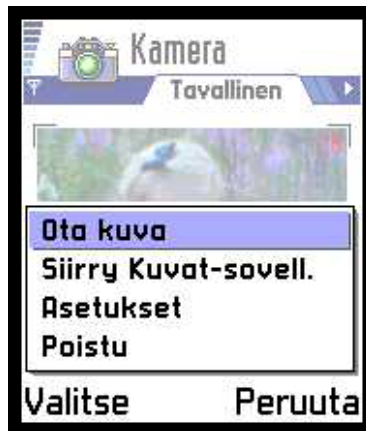 Kamera
Tavallinen
Ota kuva
Siirry Kuvat-sovell.
Asetukset
Poistu
Valitse Peruuta